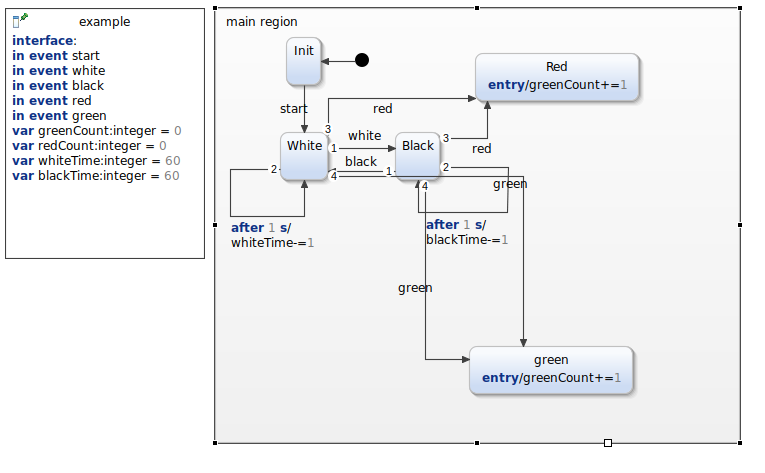 example
interface:
in event start
in event white
in event black
in event red
in event green
var greenCount:integer = 0
var redCount:integer = 0
var whiteTime:integer = 60
var blackTime:integer = 60
main region
Init
Red
entry/greenCount+=1
start
red
3
white
White
1
Black
3
red
black
2
4
1
2
4
green
after 1 s/
whiteTime-=1
after 1 s/
blackTime-=1
green
green
entry/greenCount+=1